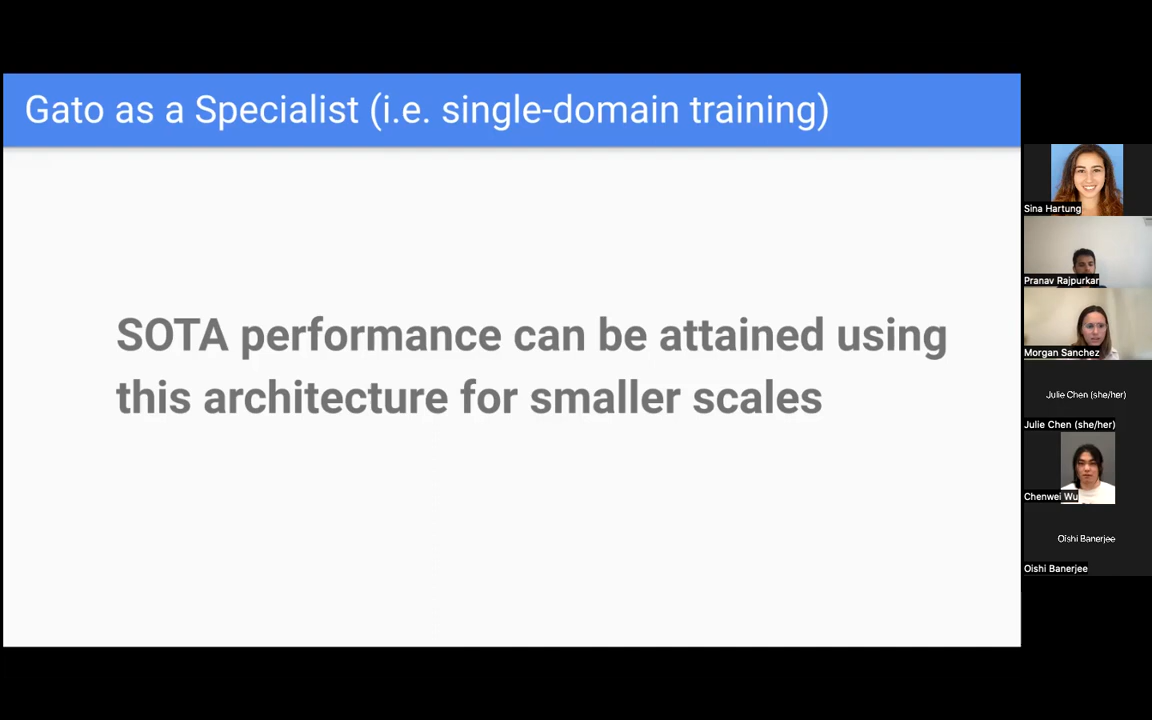 Gato as a Specialist (i.e. single-domain training)
SOTA performance can be attained using
this architecture for smaller scales
Sina Hartung
Pranav Rajpurkar
Morgan Sanchez
Julie Chen (she/her)
Julie Chen (she/her)
Chenwei Wu
Oishi Banerjee
Oishi Banerjee